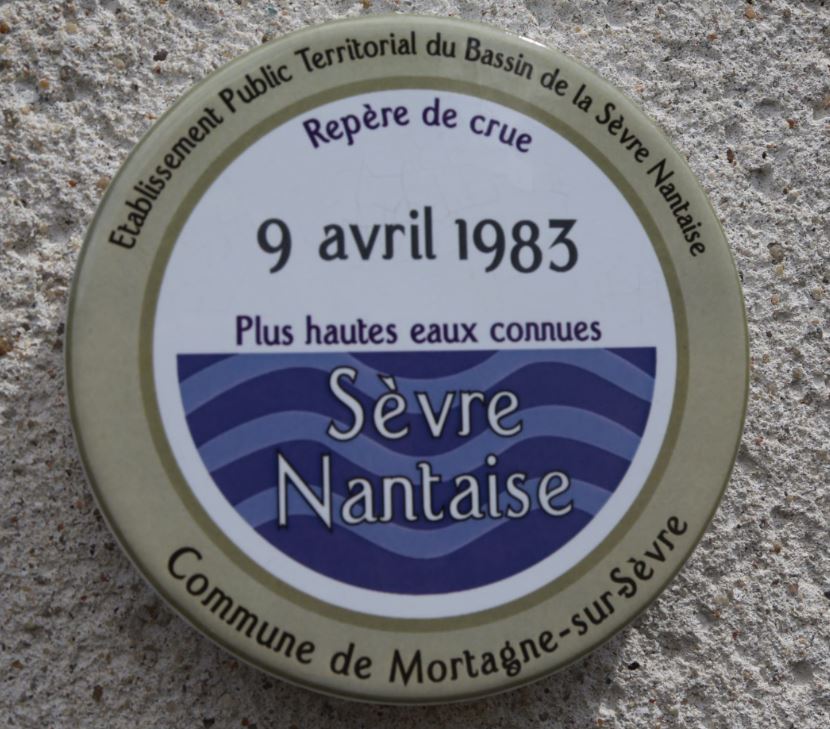 Etablissement Public Territorial du Bassin de la Sèvre Nantaise
Repère de crue
9 avril 1983
Plus hautes eaux connues
Sèvre
Nantaise
Commune de Mortagne-sur-Sèvre